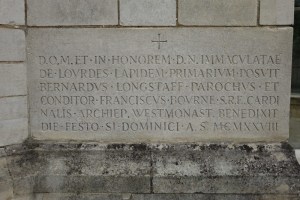 D.O.M. ET IN HONOREM D.N. IMMACULATAE
DE LOURDES LAPIDEM PRIMARIUM POSUIT
BERNARDUS LONGSTAFF PAROCHUS ET
CONDITOR FRANCISCUS BOURNE S.R.E. CARDI
NALIS ARCHIEP. WESTMONAST. BENEDIXIT
DIE FESTO S.I DOMINICI A.S. MCMXXVIII.